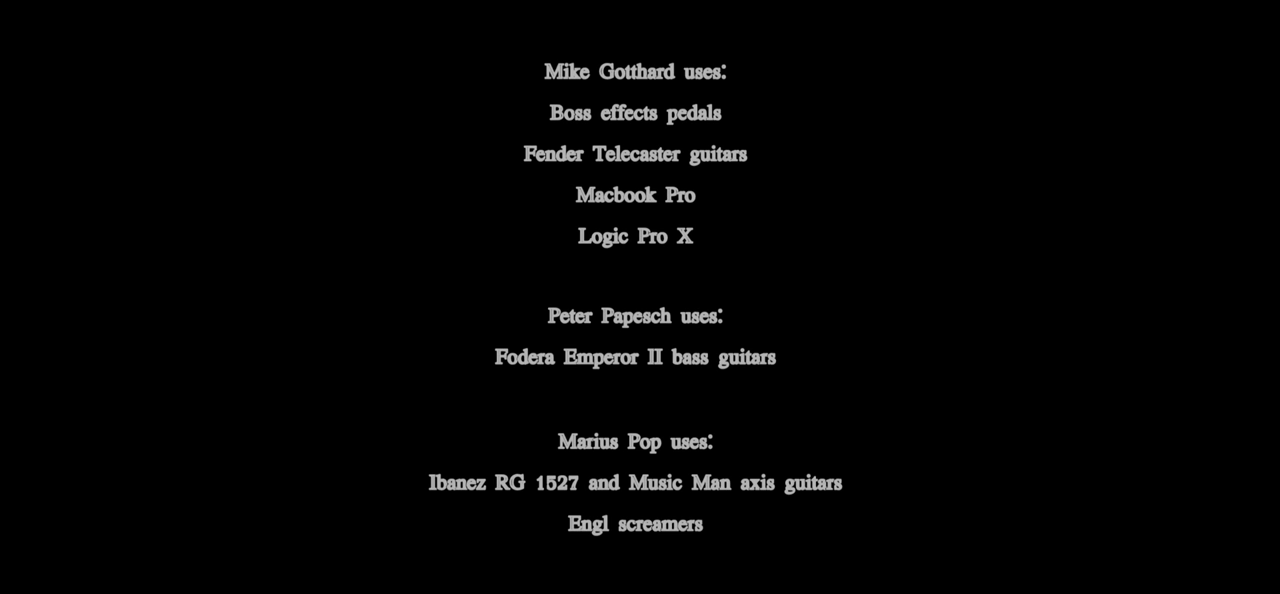 Mike Gotthard uses:
Boss effects pedals
Fender Telecaster guitars
Macbook Pro
Logic Pro X
Peter Papesch uses:
Fodera Emperor II bass guitars
Marius Pop uses:
Ibanez RG 1527 and Music Man axis guitars
Engl screamers